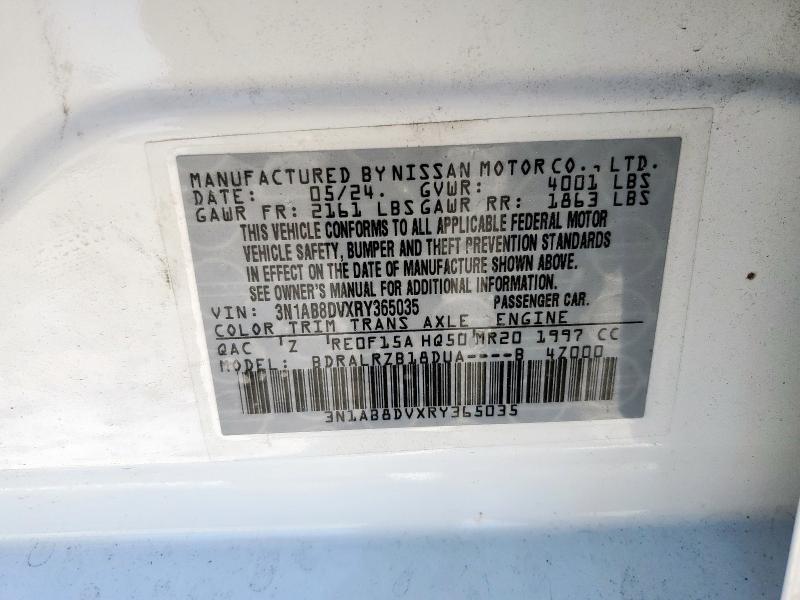 MANUFACTURED BY NISSAN MOTOR CO., LTD.
DATE: 05/24. GVWR: 4001 LBS
GAWR FR: 2161 LBS GAWR RR: 1863 LBS
THIS VEHICLE CONFORMS TO ALL APPLICABLE FEDERAL MOTOR
VEHICLE SAFETY, BUMPER AND THEFT PREVENTION STANDARDS
IN EFFECT ON THE DATE OF MANUFACTURE SHOWN ABOVE.
SEE OWNER'S MANUAL FOR ADDITIONAL INFORMATION.
VIN: 3N1AB8DVXRY365035 PASSENGER CAR.
COLOR TRIM TRANS AXLE ENGINE
QAC Z RE0F15A HQ50 MR20 1997 CC
MODEL: BDRALRZB18DUA----B 47000
3N1AB8DVXRY365035